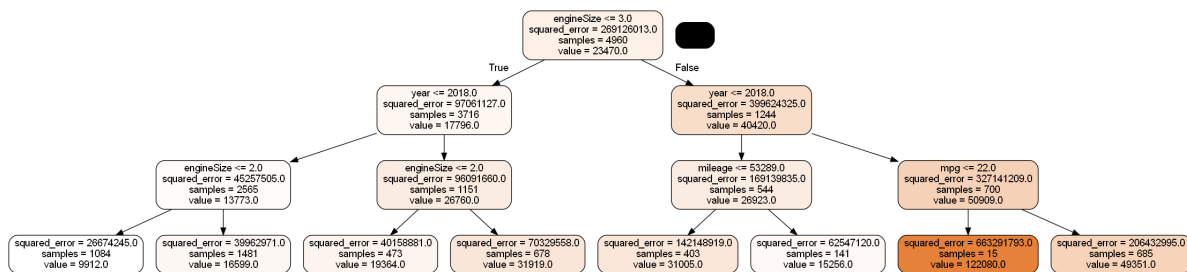 engineSize <= 3.0
squared_error = 269126013.0
samples = 4960
value = 23470.0
True
False
year <= 2018.0
squared_error = 97061127.0
samples = 3716
value = 17796.0
year <= 2018.0
squared_error = 399624325.0
samples = 1244
value = 40420.0
engineSize <= 2.0
squared_error = 45257505.0
samples = 2565
value = 13773.0
engineSize <= 2.0
squared_error = 96091660.0
samples = 1151
value = 26760.0
mileage <= 53289.0
squared_error = 169139835.0
samples = 544
value = 26923.0
mpg <= 22.0
squared_error = 327141209.0
samples = 700
value = 50909.0
squared_error = 26674245.0
samples = 1084
value = 9912.0
squared_error = 39962971.0
samples = 1481
value = 16599.0
squared_error = 40158881.0
samples = 473
value = 19364.0
squared_error = 70329558.0
samples = 678
value = 31919.0
squared_error = 142148919.0
samples = 403
value = 31005.0
squared_error = 62547120.0
samples = 141
value = 15256.0
squared_error = 663291793.0
samples = 15
value = 122080.0
squared_error = 206432995.0
samples = 685
value = 49351.0